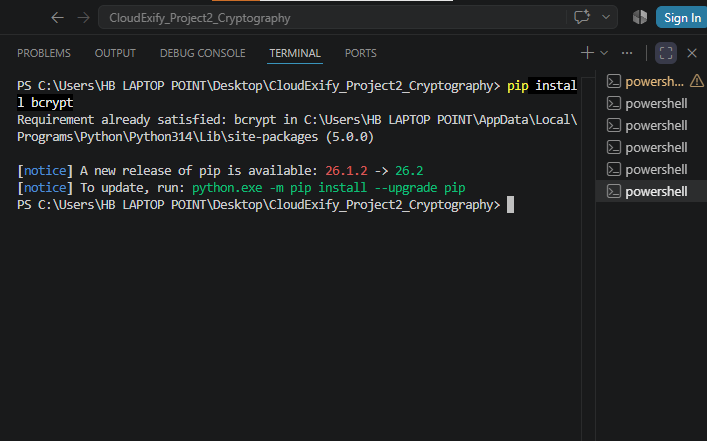 CloudExify_Project2_Cryptography
Sign In
PROBLEMS OUTPUT DEBUG CONSOLE TERMINAL PORTS
PS C:\Users\HB LAPTOP POINT\Desktop\CloudExify_Project2_Cryptography> pip instal
l bcrypt
Requirement already satisfied: bcrypt in C:\Users\HB LAPTOP POINT\AppData\Local\
Programs\Python\Python314\Lib\site-packages (5.0.0)
[notice] A new release of pip is available: 26.1.2 -> 26.2
[notice] To update, run: python.exe -m pip install --upgrade pip
PS C:\Users\HB LAPTOP POINT\Desktop\CloudExify_Project2_Cryptography>
powersh...
powershell
powershell
powershell
powershell
powershell